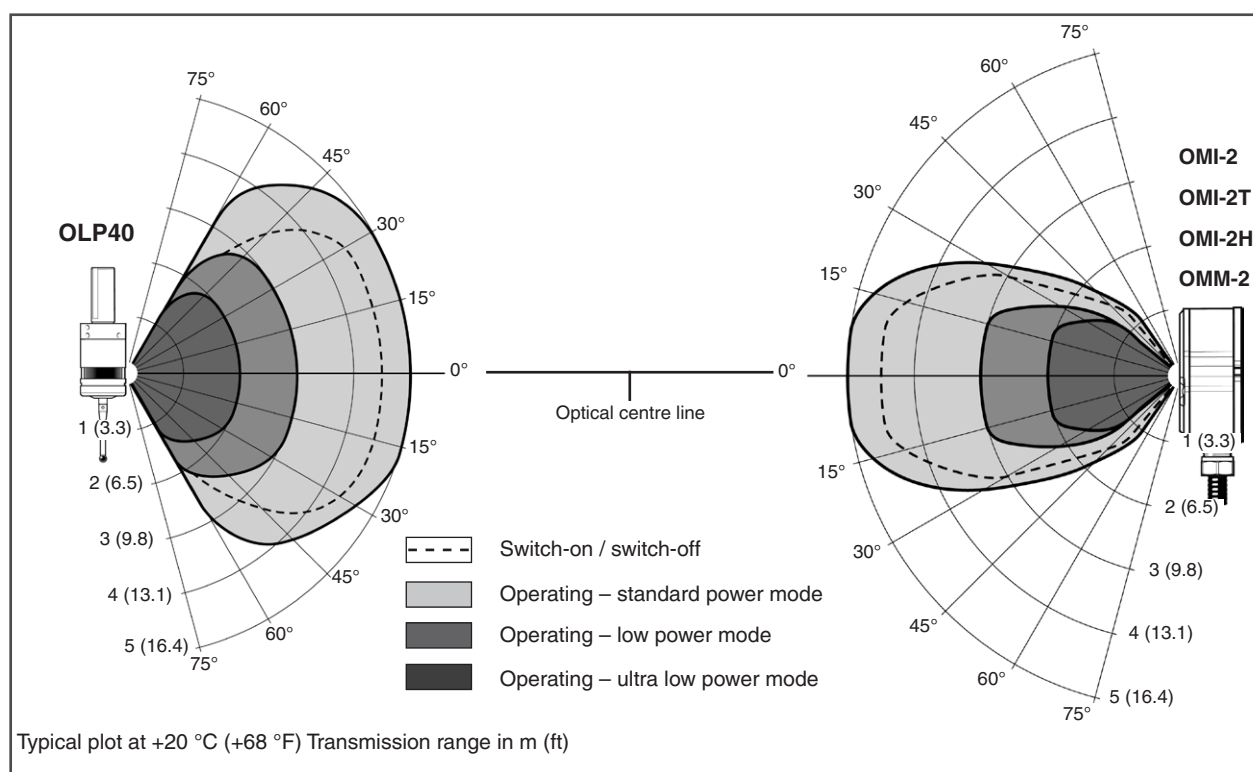 OLP40
75°
60°
45°
30°
15°
0°
15°
30°
45°
60°
75°
1 (3.3)
2 (6.5)
3 (9.8)
4 (13.1)
5 (16.4)
Optical centre line
75°
60°
45°
30°
15°
0°
15°
30°
45°
60°
75°
OMI-2
OMI-2T
OMI-2H
OMM-2
1 (3.3)
2 (6.5)
3 (9.8)
4 (13.1)
5 (16.4)
Switch-on / switch-off
Operating – standard power mode
Operating – low power mode
Operating – ultra low power mode
Typical plot at +20 °C (+68 °F) Transmission range in m (ft)